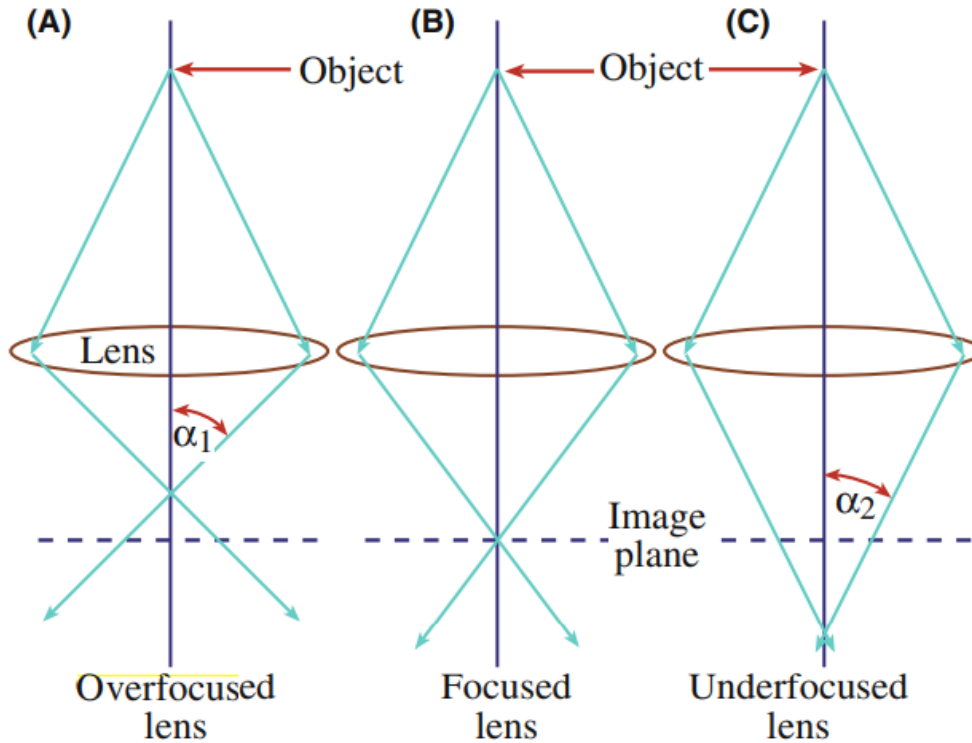 (A)
(B)
(C)
Object
Object
Lens
α1
α2
Image
plane
Overfocused
lens
Focused
lens
Underfocused
lens